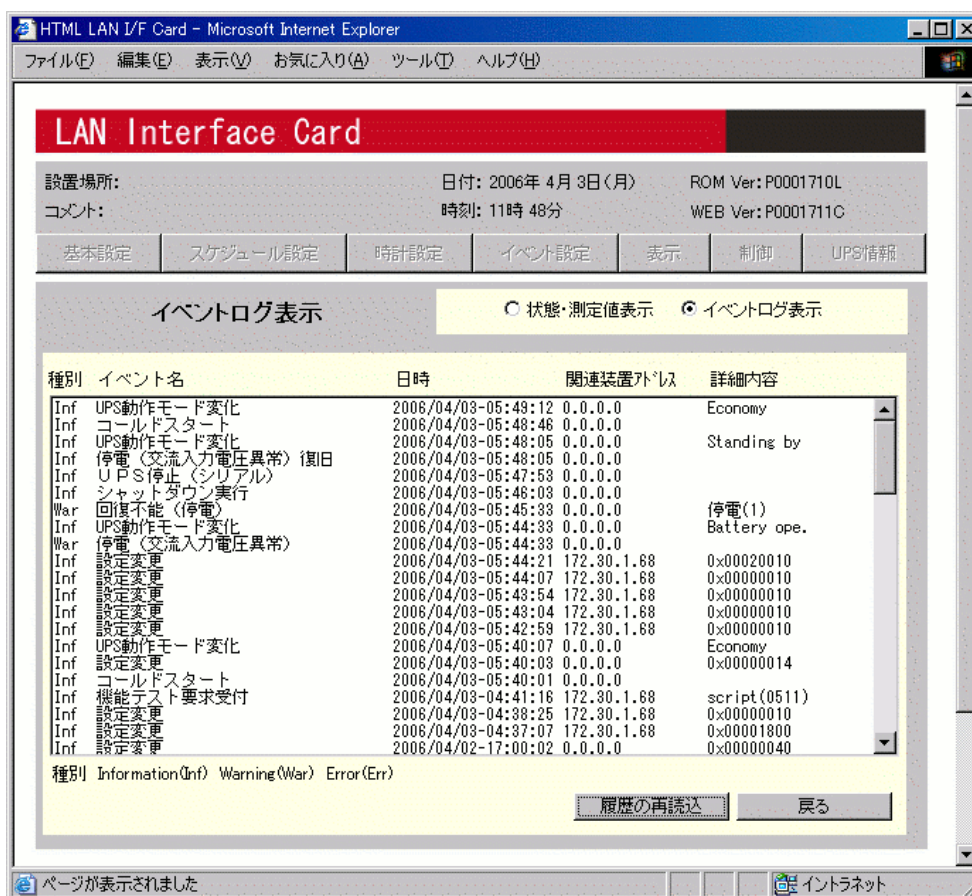 HTML LAN I/F Card - Microsoft Internet Explorer
ファイル(F) 編集(E) 表示(V) お気に入り(A) ツール(T) ヘルプ(H)
LAN Interface Card
設置場所: 日付: 2006年 4月 3日(月) ROM Ver: P0001710L
コメント: 時刻: 11時 48分 WEB Ver: P0001711C
基本設定 スケジュール設定 時計設定 イベント設定 表示 制御 UPS情報
イベントログ表示 状態・測定値表示 イベントログ表示
種別 イベント名 日時 関連装置アドレス 詳細内容
Inf UPS動作モード変化 2006/04/03-05:49:12 0.0.0.0 Economy
Inf コールドスタート 2006/04/03-05:48:46 0.0.0.0
Inf UPS動作モード変化 2006/04/03-05:48:05 0.0.0.0 Standing by
Inf 停電(交流入力電圧異常)復旧 2006/04/03-05:48:05 0.0.0.0
Inf UPS停止(シリアル) 2006/04/03-05:47:53 0.0.0.0
Inf シャットダウン実行 2006/04/03-05:46:03 0.0.0.0
War 回復不能(停電) 2006/04/03-05:45:33 0.0.0.0 停電(1)
Inf UPS動作モード変化 2006/04/03-05:44:33 0.0.0.0 Battery ope.
War 停電(交流入力電圧異常) 2006/04/03-05:44:33 0.0.0.0
Inf 設定変更 2006/04/03-05:44:21 172.30.1.68 0x00020010
Inf 設定変更 2006/04/03-05:44:07 172.30.1.68 0x00000010
Inf 設定変更 2006/04/03-05:43:54 172.30.1.68 0x00000010
Inf 設定変更 2006/04/03-05:43:04 172.30.1.68 0x00000010
Inf 設定変更 2006/04/03-05:42:59 172.30.1.68 0x00000010
Inf UPS動作モード変化 2006/04/03-05:40:07 0.0.0.0 Economy
Inf 設定変更 2006/04/03-05:40:03 0.0.0.0 0x00000014
Inf コールドスタート 2006/04/03-05:40:01 0.0.0.0
Inf 機能テスト要求受付 2006/04/03-04:41:16 172.30.1.68 script(0511)
Inf 設定変更 2006/04/03-04:38:25 172.30.1.68 0x00000010
Inf 設定変更 2006/04/03-04:37:07 172.30.1.68 0x00001800
Inf 設定変更 2006/04/02-17:00:02 0.0.0.0 0x00000040
種別 Information(Inf) Warning(War) Error(Err)
履歴の再読込 戻る
ページが表示されました イントラネット